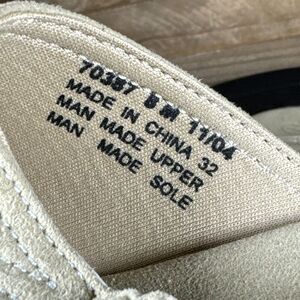 70387 8 M 11/04
MADE IN CHINA 32
MAN MADE UPPER
MAN MADE SOLE